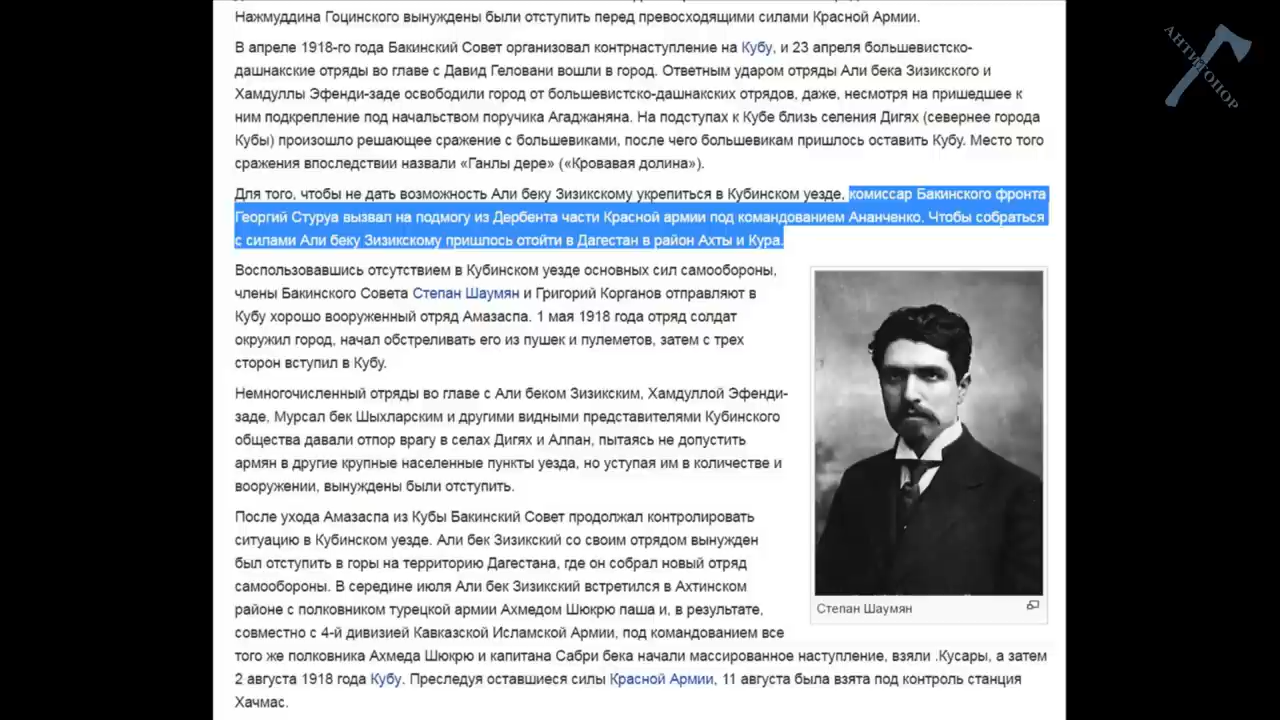 Нажмуддина Гоцинского вынуждены были отступить перед превосходящими силами Красной Армии.
В апреле 1918-го года Бакинский Совет организовал контрнаступление на Кубу, и 23 апреля большевистско-
дашнакские отряды во главе с Давид Геловани вошли в город. Ответным ударом отряды Али бека Зизикского и
Хамдуллы Эфенди-заде освободили город от большевистско-дашнакских отрядов, даже, несмотря на пришедшее к
ним подкрепление под начальством поручика Агаджаняна. На подступах к Кубе близь селения Дигях (севернее города
Кубы) произошло решающее сражение с большевиками, после чего большевикам пришлось оставить Кубу. Место того
сражения впоследствии назвали «Ганлы дере» («Кровавая долина»).
Для того, чтобы не дать возможность Али беку Зизикскому укрепиться в Кубинском уезде, комиссар Бакинского фронта
Георгий Стуруа вызвал на подмогу из Дербента части Красной армии под командованием Ананченко. Чтобы собраться
с силами Али беку Зизикскому пришлось отойти в Дагестан в район Ахты и Кура.
Воспользовавшись отсутствием в Кубинском уезде основных сил самообороны,
члены Бакинского Совета Степан Шаумян и Григорий Корганов отправляют в
Кубу хорошо вооруженный отряд Амазаспа. 1 мая 1918 года отряд солдат
окружил город, начал обстреливать его из пушек и пулеметов, затем с трех
сторон вступил в Кубу.
Немногочисленный отряды во главе с Али беком Зизикским, Хамдуллой Эфенди-
заде, Мурсал бек Шыхларским и другими видными представителями Кубинского
общества давали отпор врагу в селах Дигях и Алпан, пытаясь не допустить
армян в другие крупные населенные пункты уезда, но уступая им в количестве и
вооружении, вынуждены были отступить.
После ухода Амазаспа из Кубы Бакинский Совет продолжал контролировать
ситуацию в Кубинском уезде. Али бек Зизикский со своим отрядом вынужден
был отступить в горы на территорию Дагестана, где он собрал новый отряд
самообороны. В середине июля Али бек Зизикский встретился в Ахтинском
районе с полковником турецкой армии Ахмедом Шюкрю паша и, в результате,
совместно с 4-й дивизией Кавказской Исламской Армии, под командованием все
того же полковника Ахмеда Шюкрю и капитана Сабри бека начали массированное наступление, взяли .Кусары, а затем
2 августа 1918 года Кубу. Преследуя оставшиеся силы Красной Армии, 11 августа была взята под контроль станция
Хачмас.
Степан Шаумян
АНТИТОПОР